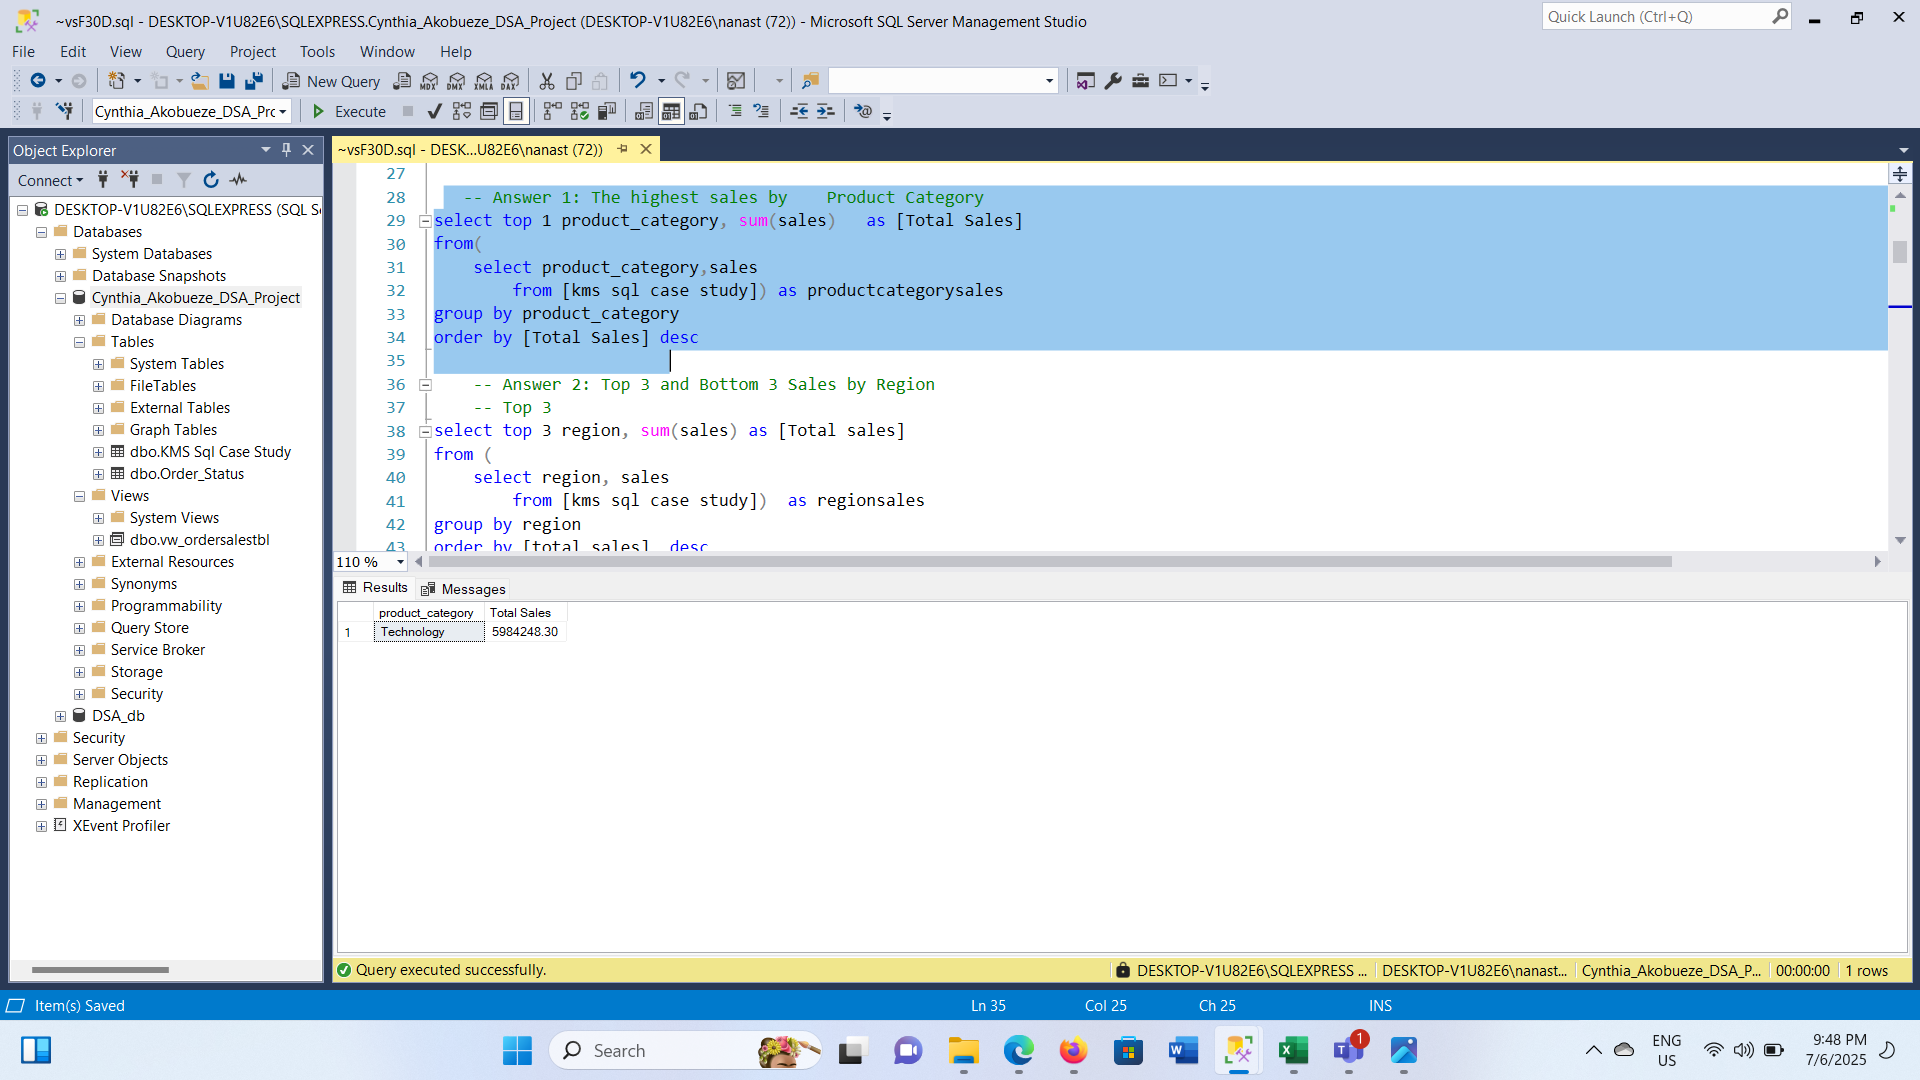 ~vsF30D.sql - DESKTOP-V1U82E6\SQLEXPRESS.Cynthia_Akobueze_DSA_Project (DESKTOP-V1U82E6\nanast (72)) - Microsoft SQL Server Management Studio
Quick Launch (Ctrl+Q)
File Edit View Query Project Tools Window Help
New Query MDX DMX XMLA DAX
Cynthia_Akobueze_DSA_Prc Execute
Object Explorer
Connect
DESKTOP-V1U82E6\SQLEXPRESS (SQL S
Databases
System Databases
Database Snapshots
Cynthia_Akobueze_DSA_Project
Database Diagrams
Tables
System Tables
FileTables
External Tables
Graph Tables
dbo.KMS Sql Case Study
dbo.Order_Status
Views
System Views
dbo.vw_ordersalestbl
External Resources
Synonyms
Programmability
Query Store
Service Broker
Storage
Security
DSA_db
Security
Server Objects
Replication
Management
XEvent Profiler
~vsF30D.sql - DESK...U82E6\nanast (72))
27
28 -- Answer 1: The highest sales by    Product Category
29 select top 1 product_category, sum(sales)   as [Total Sales]
30 from(
31 select product_category,sales
32 from [kms sql case study]) as productcategorysales
33 group by product_category
34 order by [Total Sales] desc
35
36 -- Answer 2: Top 3 and Bottom 3 Sales by Region
37 -- Top 3
38 select top 3 region, sum(sales) as [Total sales]
39 from (
40 select region, sales
41 from [kms sql case study])  as regionsales
42 group by region
43 order by [total sales]  desc
110 %
Results Messages
product_category Total Sales
1 Technology 5984248.30
Query executed successfully.
DESKTOP-V1U82E6\SQLEXPRESS ... DESKTOP-V1U82E6\nanast... Cynthia_Akobueze_DSA_P... 00:00:00 1 rows
Item(s) Saved Ln 35 Col 25 Ch 25 INS
Search
1
ENG
US
9:48 PM
7/6/2025